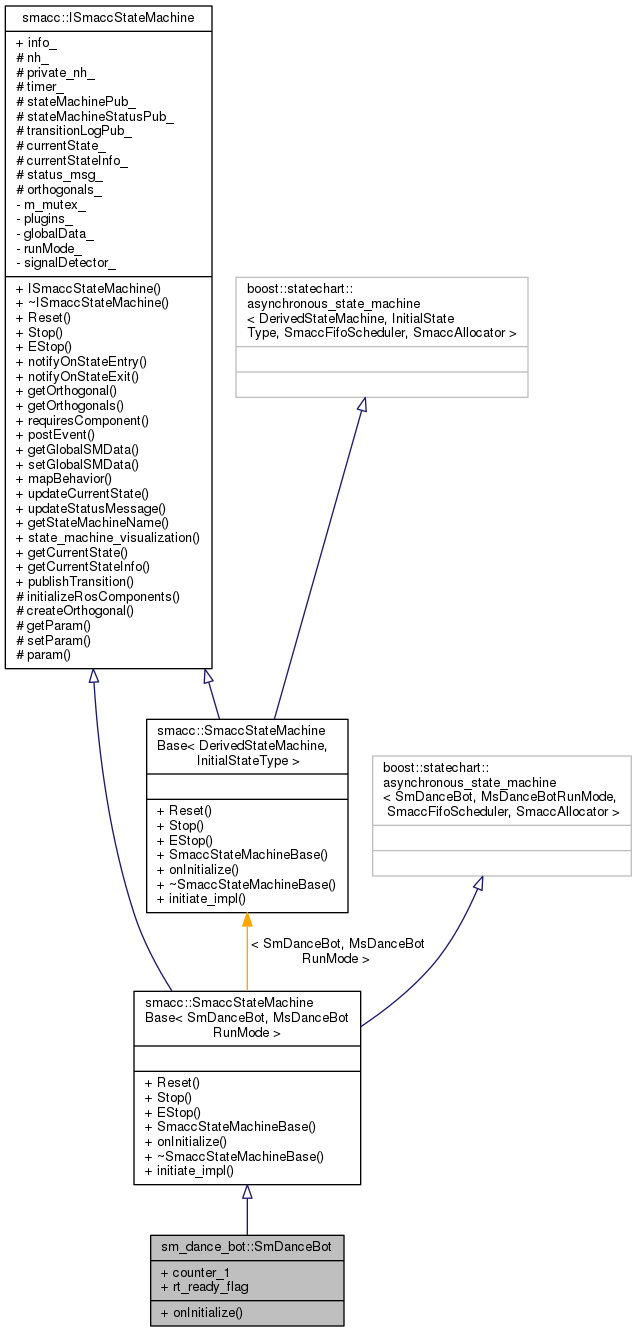 smacc::ISmaccStateMachine
+ info_
# nh_
# private_nh_
# timer_
# stateMachinePub_
# stateMachineStatusPub_
# transitionLogPub_
# currentState_
# currentStateInfo_
# status_msg_
# orthogonals_
- m_mutex_
- plugins_
- globalData_
- runMode_
- signalDetector_
+ ISmaccStateMachine()
+ ~ISmaccStateMachine()
+ Reset()
+ Stop()
+ EStop()
+ notifyOnStateEntry()
+ notifyOnStateExit()
+ getOrthogonal()
+ getOrthogonals()
+ requiresComponent()
+ postEvent()
+ getGlobalSMData()
+ setGlobalSMData()
+ mapBehavior()
+ updateCurrentState()
+ updateStatusMessage()
+ getStateMachineName()
+ state_machine_visualization()
+ getCurrentState()
+ getCurrentStateInfo()
+ publishTransition()
# initializeRosComponents()
# createOrthogonal()
# getParam()
# setParam()
# param()
boost::statechart::
asynchronous_state_machine
< DerivedStateMachine, InitialState
Type, SmaccFifoScheduler, SmaccAllocator >
smacc::SmaccStateMachine
Base< DerivedStateMachine,
InitialStateType >
+ Reset()
+ Stop()
+ EStop()
+ SmaccStateMachineBase()
+ onInitialize()
+ ~SmaccStateMachineBase()
+ initiate_impl()
boost::statechart::
asynchronous_state_machine
< SmDanceBot, MsDanceBotRunMode,
SmaccFifoScheduler, SmaccAllocator >
< SmDanceBot, MsDanceBot
RunMode >
smacc::SmaccStateMachine
Base< SmDanceBot, MsDanceBot
RunMode >
+ Reset()
+ Stop()
+ EStop()
+ SmaccStateMachineBase()
+ onInitialize()
+ ~SmaccStateMachineBase()
+ initiate_impl()
sm_dance_bot::SmDanceBot
+ counter_1
+ rt_ready_flag
+ onInitialize()